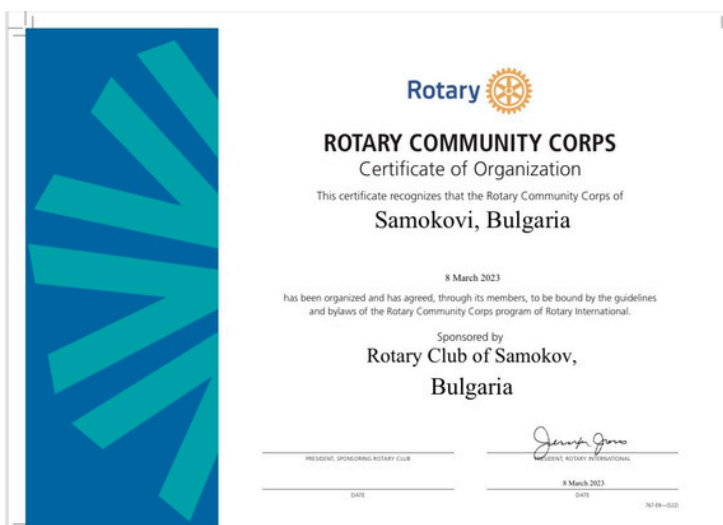 Rotary
ROTARY COMMUNITY CORPS
Certificate of Organization
This certificate recognizes that the Rotary Community Corps of
Samokovi, Bulgaria
8 March 2023
has been organized and has agreed, through its members, to be bound by the guidelines
and bylaws of the Rotary Community Corps program of Rotary International.
Sponsored by
Rotary Club of Samokov,
Bulgaria
PRESIDENT, SPONSORING ROTARY CLUB
PRESIDENT, ROTARY INTERNATIONAL
8 March 2023
DATE
DATE